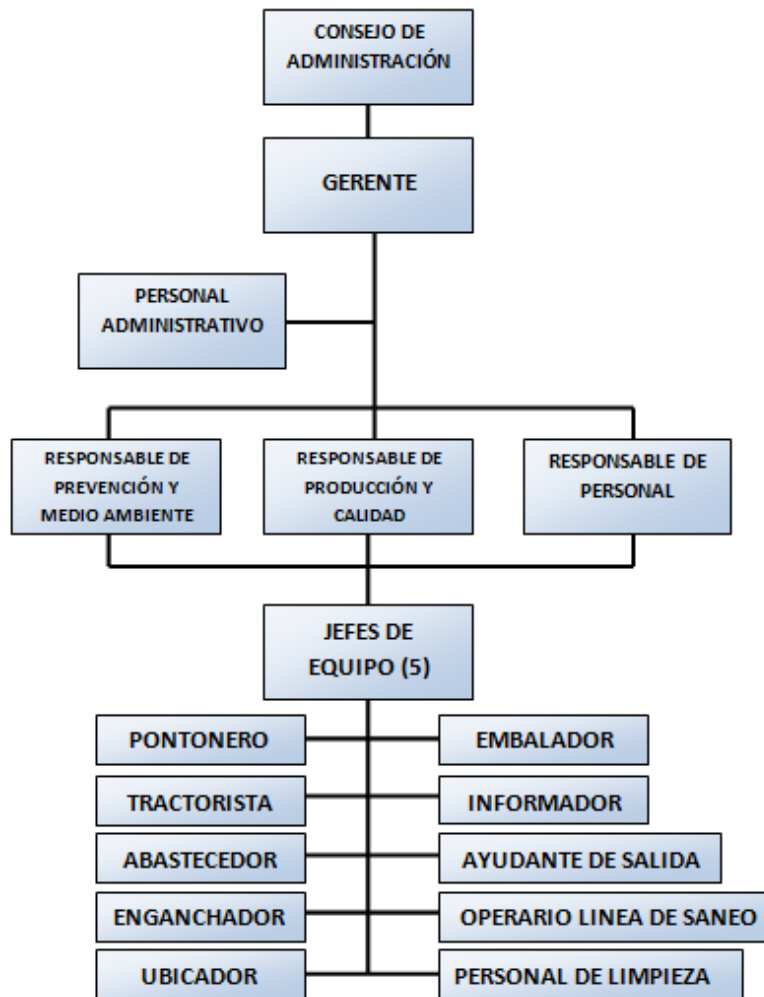 CONSEJO DE
ADMINISTRACIÓN
GERENTE
PERSONAL
ADMINISTRATIVO
RESPONSABLE DE
PREVENCIÓN Y
MEDIO AMBIENTE
RESPONSABLE DE
PRODUCCIÓN Y
CALIDAD
RESPONSABLE DE
PERSONAL
JEFES DE
EQUIPO (5)
PONTONERO
EMBALADOR
TRACTORISTA
INFORMADOR
ABASTECEDOR
AYUDANTE DE SALIDA
ENGANCHADOR
OPERARIO LINEA DE SANEO
UBICADOR
PERSONAL DE LIMPIEZA